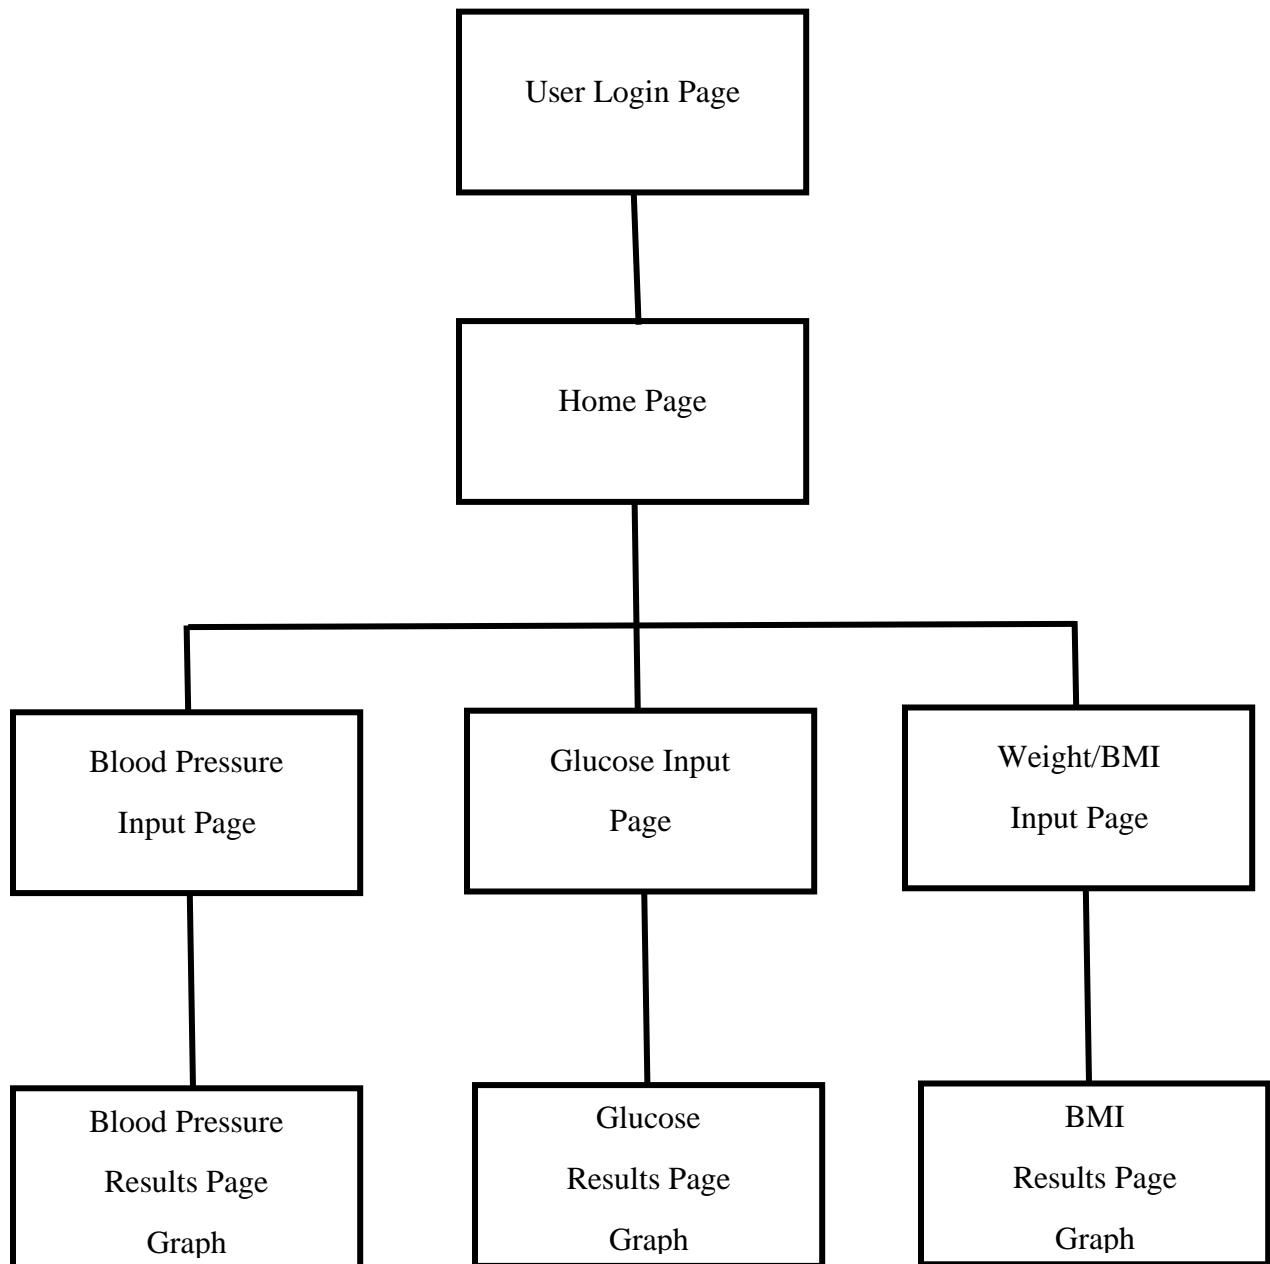 User Login Page
Home Page
Blood Pressure
Input Page
Glucose Input
Page
Weight/BMI
Input Page
Blood Pressure
Results Page
Graph
Glucose
Results Page
Graph
BMI
Results Page
Graph